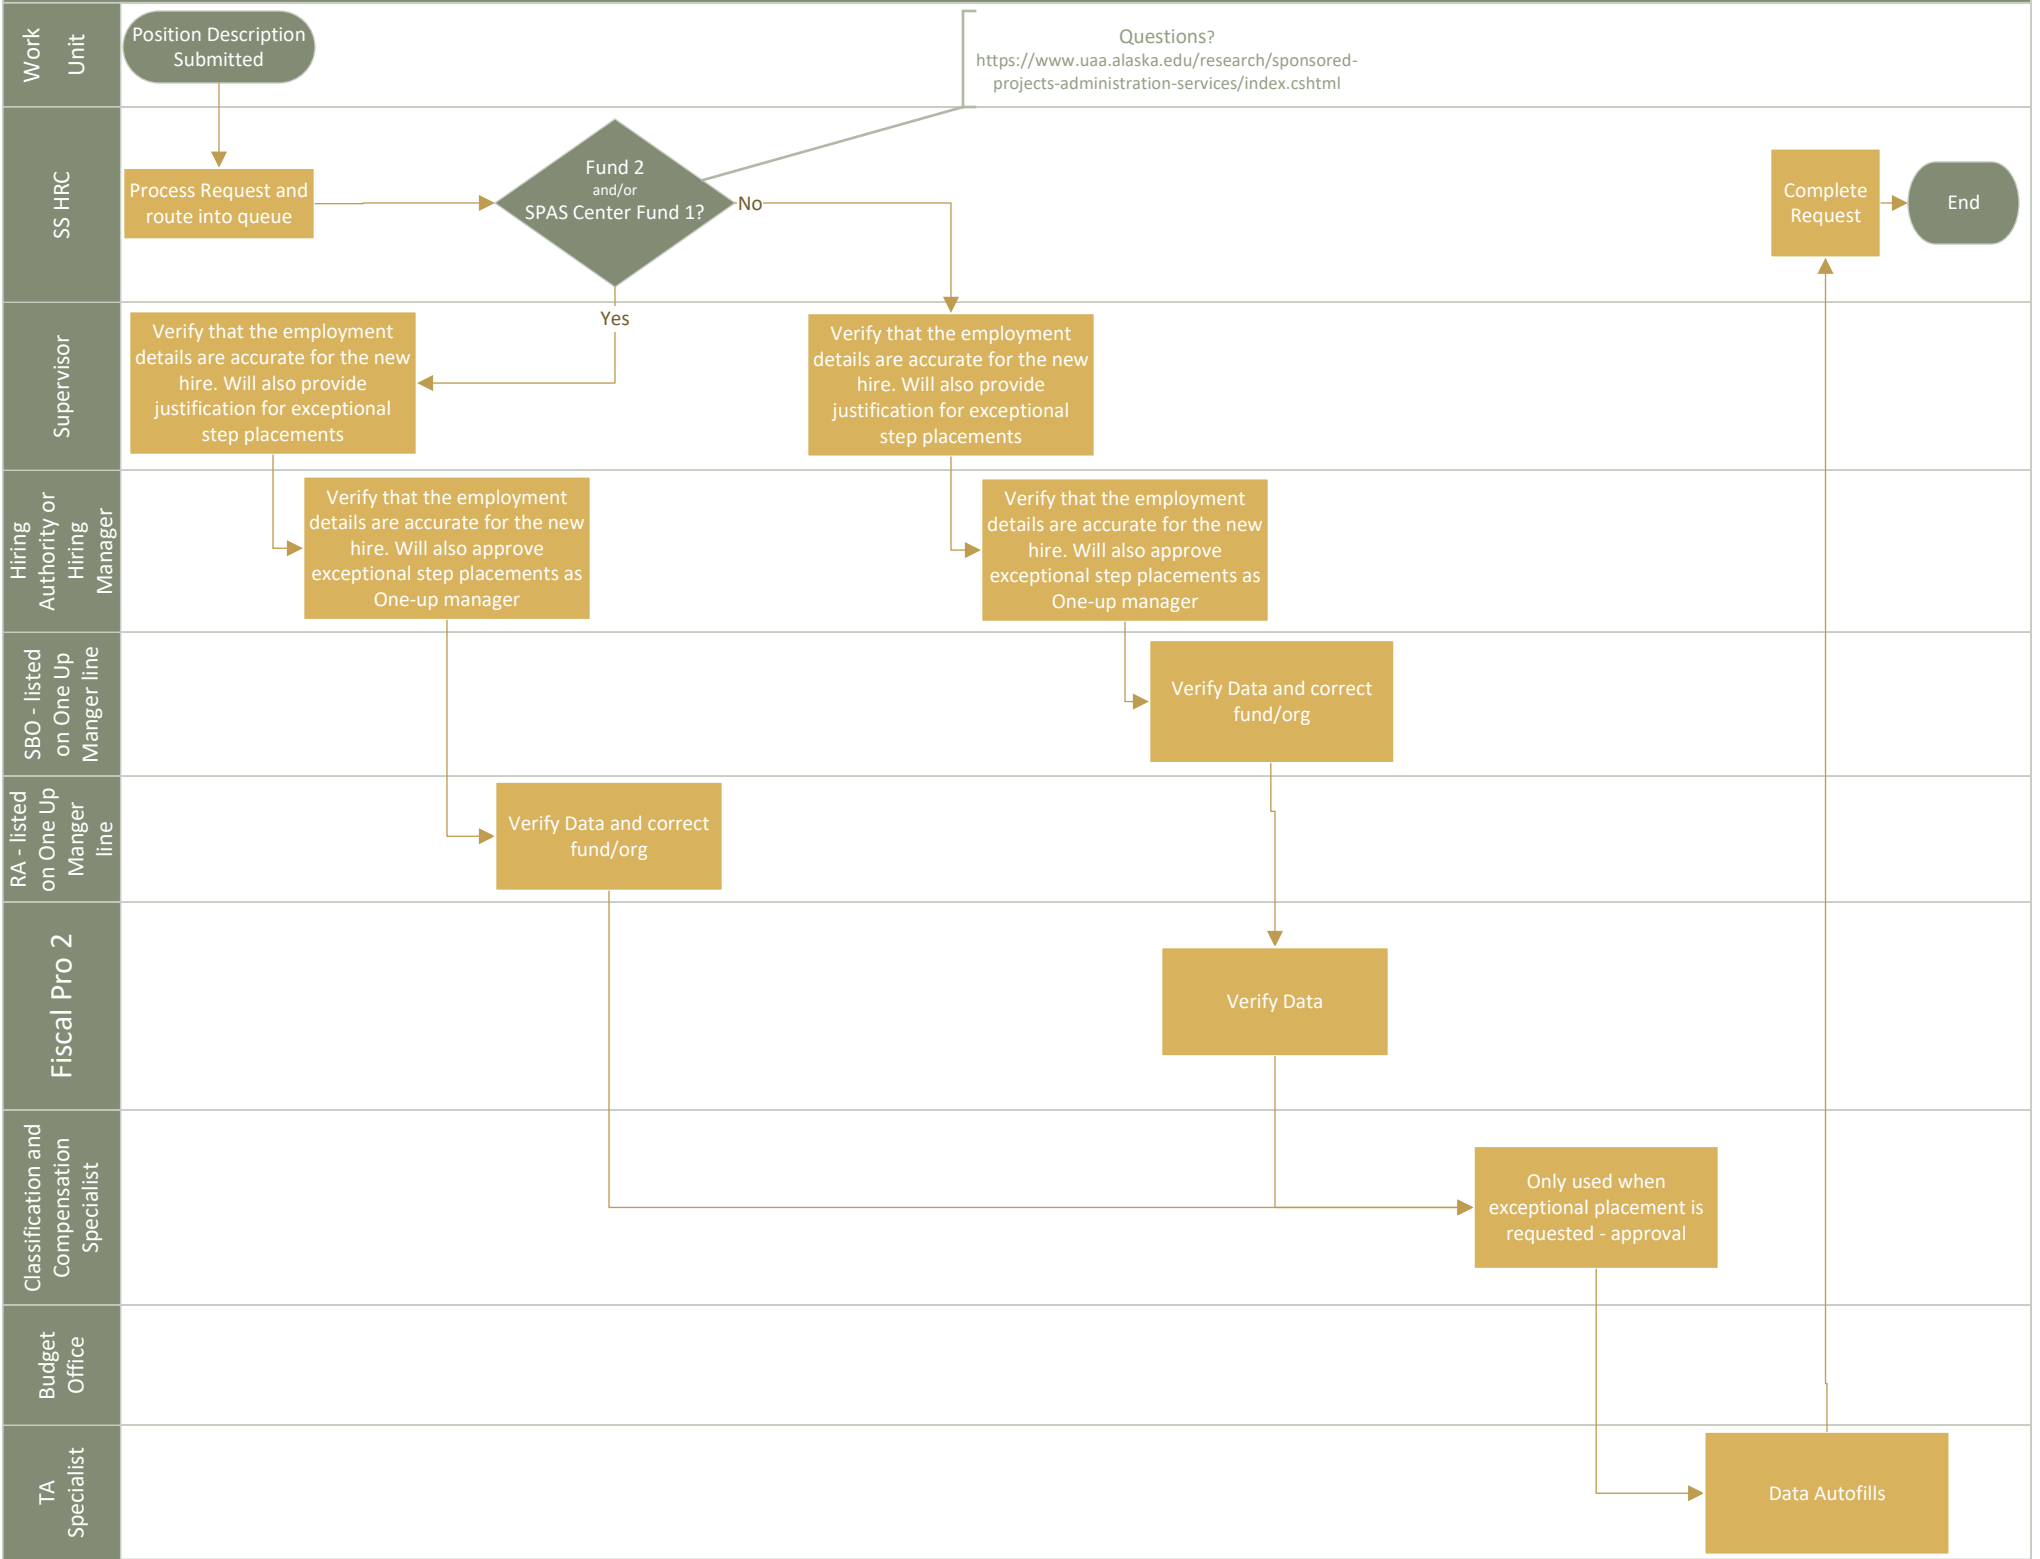 Work
Unit
Position Description
Submitted
Questions?
https://www.uaa.alaska.edu/research/sponsored-
projects-administration-services/index.cshtml
SS HRC
Process Request and
route into queue
Fund 2
and/or
SPAS Center Fund 1?
No
Yes
Complete
Request
End
Supervisor
Verify that the employment
details are accurate for the new
hire. Will also provide
justification for exceptional
step placements
Verify that the employment
details are accurate for the new
hire. Will also provide
justification for exceptional
step placements
Hiring
Authority or
Hiring
Manager
Verify that the employment
details are accurate for the new
hire. Will also approve
exceptional step placements as
One-up manager
Verify that the employment
details are accurate for the new
hire. Will also approve
exceptional step placements as
One-up manager
SBO - listed
on One Up
Manger line
Verify Data and correct
fund/org
RA - listed
on One Up
Manger
line
Verify Data and correct
fund/org
Fiscal Pro 2
Verify Data
Classification and
Compensation
Specialist
Only used when
exceptional placement is
requested - approval
Budget
Office
TA
Specialist
Data Autofills